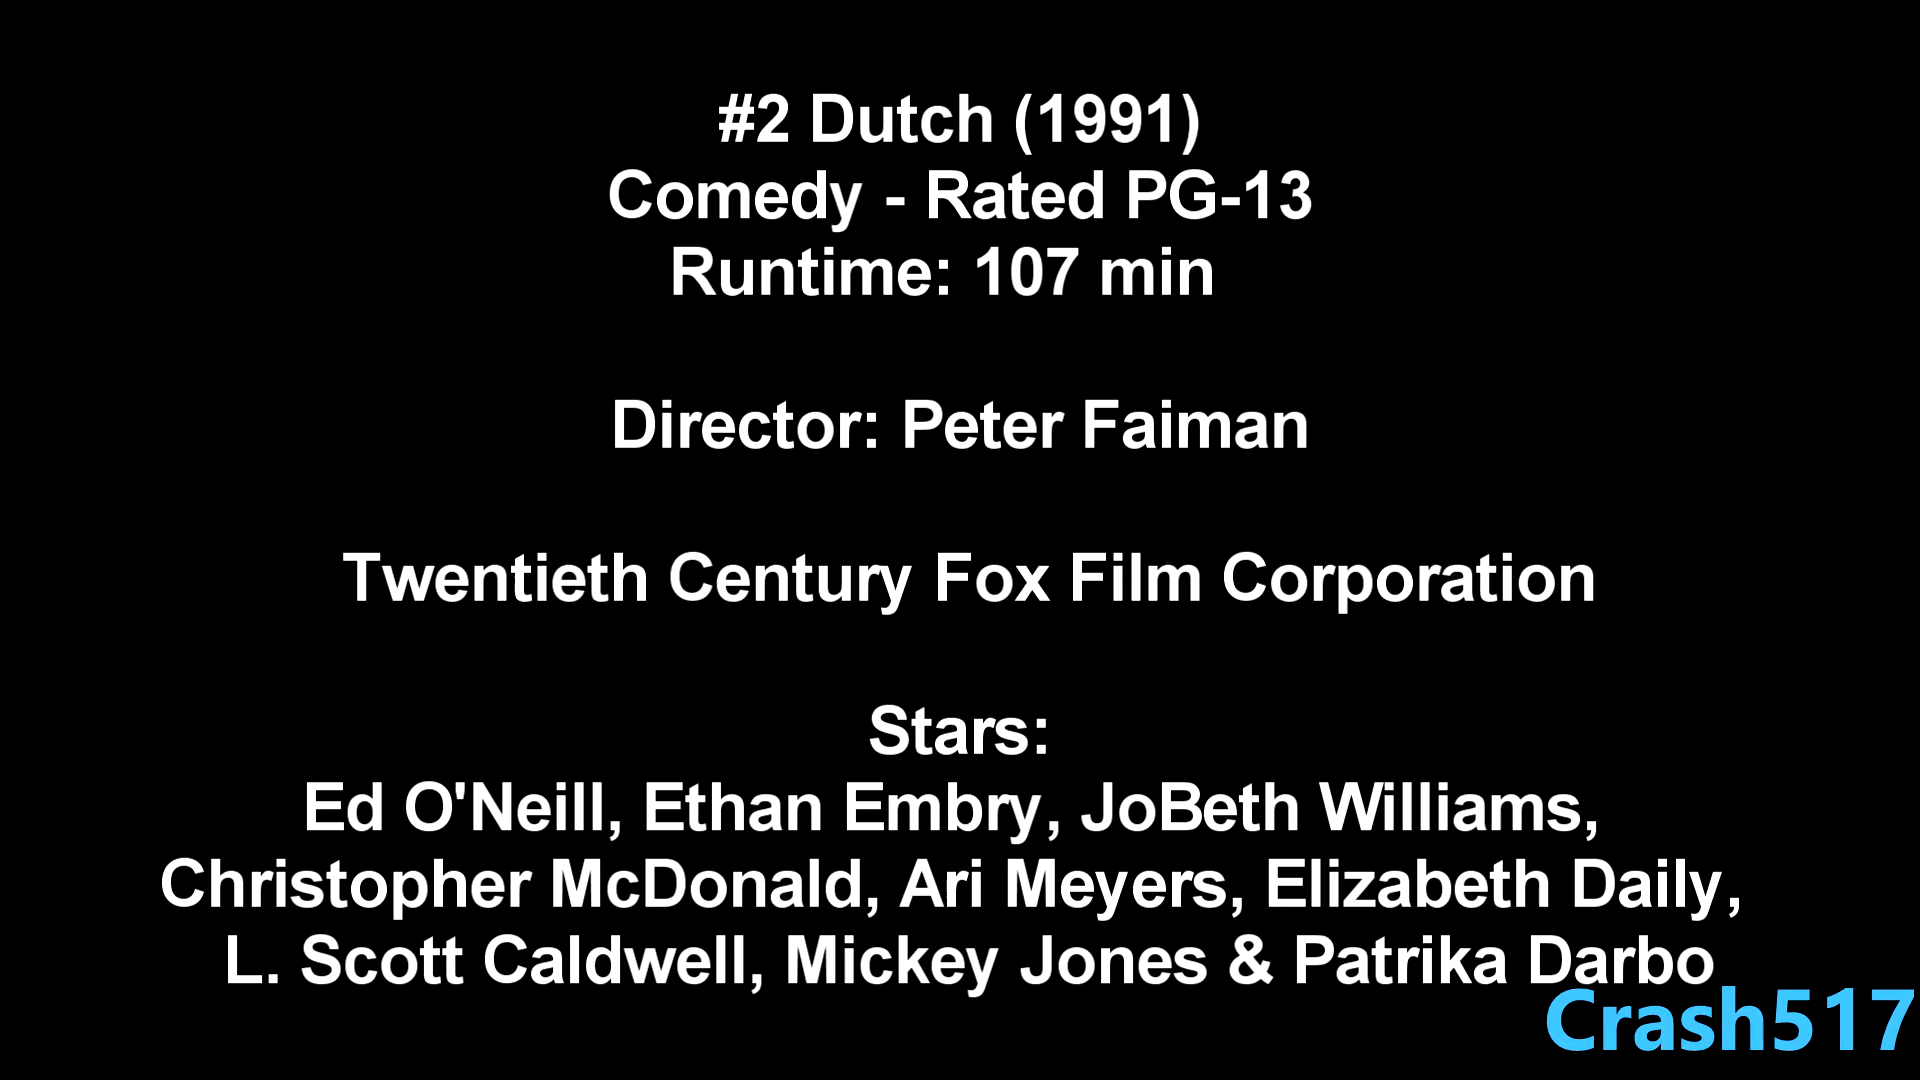 #2 Dutch (1991)
Comedy - Rated PG-13
Runtime: 107 min
Director: Peter Faiman
Twentieth Century Fox Film Corporation
Stars:
Ed O'Neill, Ethan Embry, JoBeth Williams,
Christopher McDonald, Ari Meyers, Elizabeth Daily,
L. Scott Caldwell, Mickey Jones & Patrika Darbo
Crash517